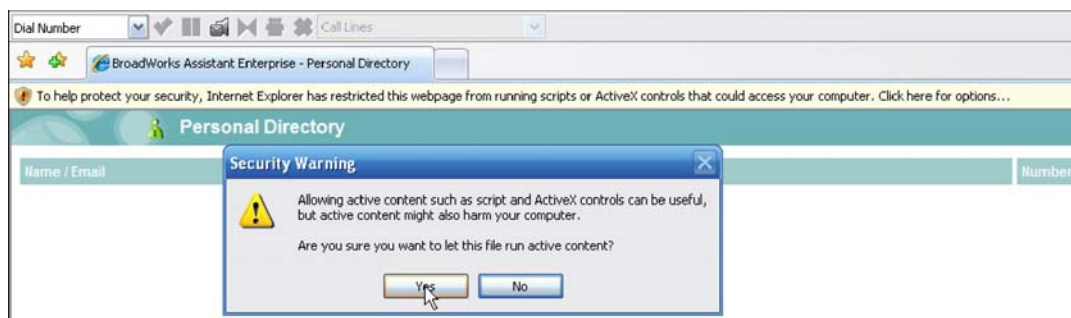 Dial Number Call Lines
BroadWorks Assistant Enterprise - Personal Directory
To help protect your security, Internet Explorer has restricted this webpage from running scripts or ActiveX controls that could access your computer. Click here for options...
Personal Directory
Name / Email Number
Security Warning
Allowing active content such as script and ActiveX controls can be useful,
but active content might also harm your computer.
Are you sure you want to let this file run active content?
Yes No